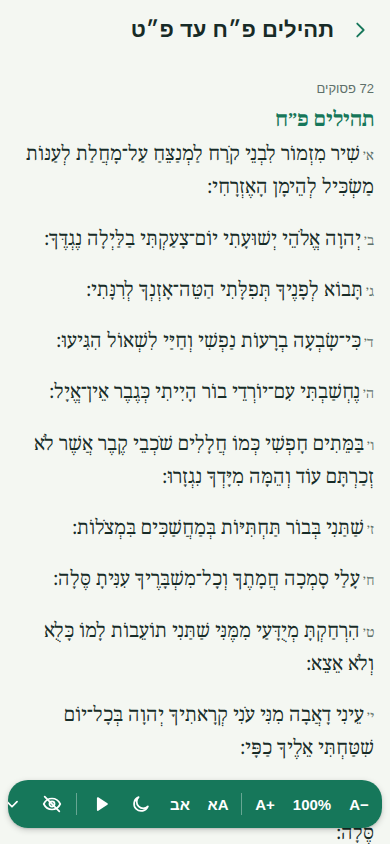 תהילים פ״ח עד פ״ט
72 פסוקים
תהילים פ״ח
א׳ שִׁיר מִזְמוֹר לִבְנֵי קֹרַח לַמְנַצֵּחַ עַל־מָחֲלַת לְעַנּוֹת
מַשְׂכִּיל לְהֵימָן הָאֶזְרָחִי׃
ב׳ יְהוָה אֱלֹהֵי יְשׁוּעָתִי יוֹם־צָעַקְתִּי בַלַּיְלָה נֶגְדֶּךָ׃
ג׳ תָּבוֹא לְפָנֶיךָ תְּפִלָּתִי הַטֵּה־אָזְנְךָ לְרִנָּתִי׃
ד׳ כִּי־שָׂבְעָה בְרָעוֹת נַפְשִׁי וְחַיַּי לִשְׁאוֹל הִגִּיעוּ׃
ה׳ נֶחְשַׁבְתִּי עִם־יוֹרְדֵי בוֹר הָיִיתִי כְּגֶבֶר אֵין־אֱיָל׃
ו׳ בַּמֵּתִים חָפְשִׁי כְּמוֹ חֲלָלִים שֹׁכְבֵי קֶבֶר אֲשֶׁר לֹא
זְכַרְתָּם עוֹד וְהֵמָּה מִיָּדְךָ נִגְזָרוּ׃
ז׳ שַׁתַּנִי בְּבוֹר תַּחְתִּיּוֹת בְּמַחֲשַׁכִּים בִּמְצֹלוֹת׃
ח׳ עָלַי סָמְכָה חֲמָתֶךָ וְכָל־מִשְׁבָּרֶיךָ עִנִּיתָ סֶּלָה׃
ט׳ הִרְחַקְתָּ מְיֻדָּעַי מִמֶּנִּי שַׁתַּנִי תוֹעֵבוֹת לָמוֹ כָּלֻא
וְלֹא אֵצֵא׃
י׳ עֵינִי דָאֲבָה מִנִּי עֹנִי קְרָאתִיךָ יְהוָה בְּכָל־יוֹם
שִׁטַּחְתִּי אֵלֶיךָ כַפָּי׃
A− 100% A+ אA אב
סֶּלָה׃